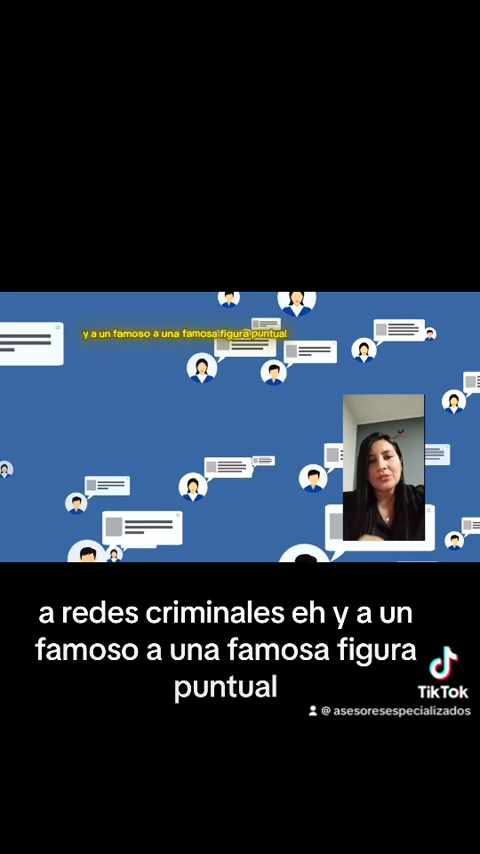 y a un famoso a una famosa figura puntual
a redes criminales eh y a un
famoso a una famosa figura
puntual
TikTok
@asesoresespecializados